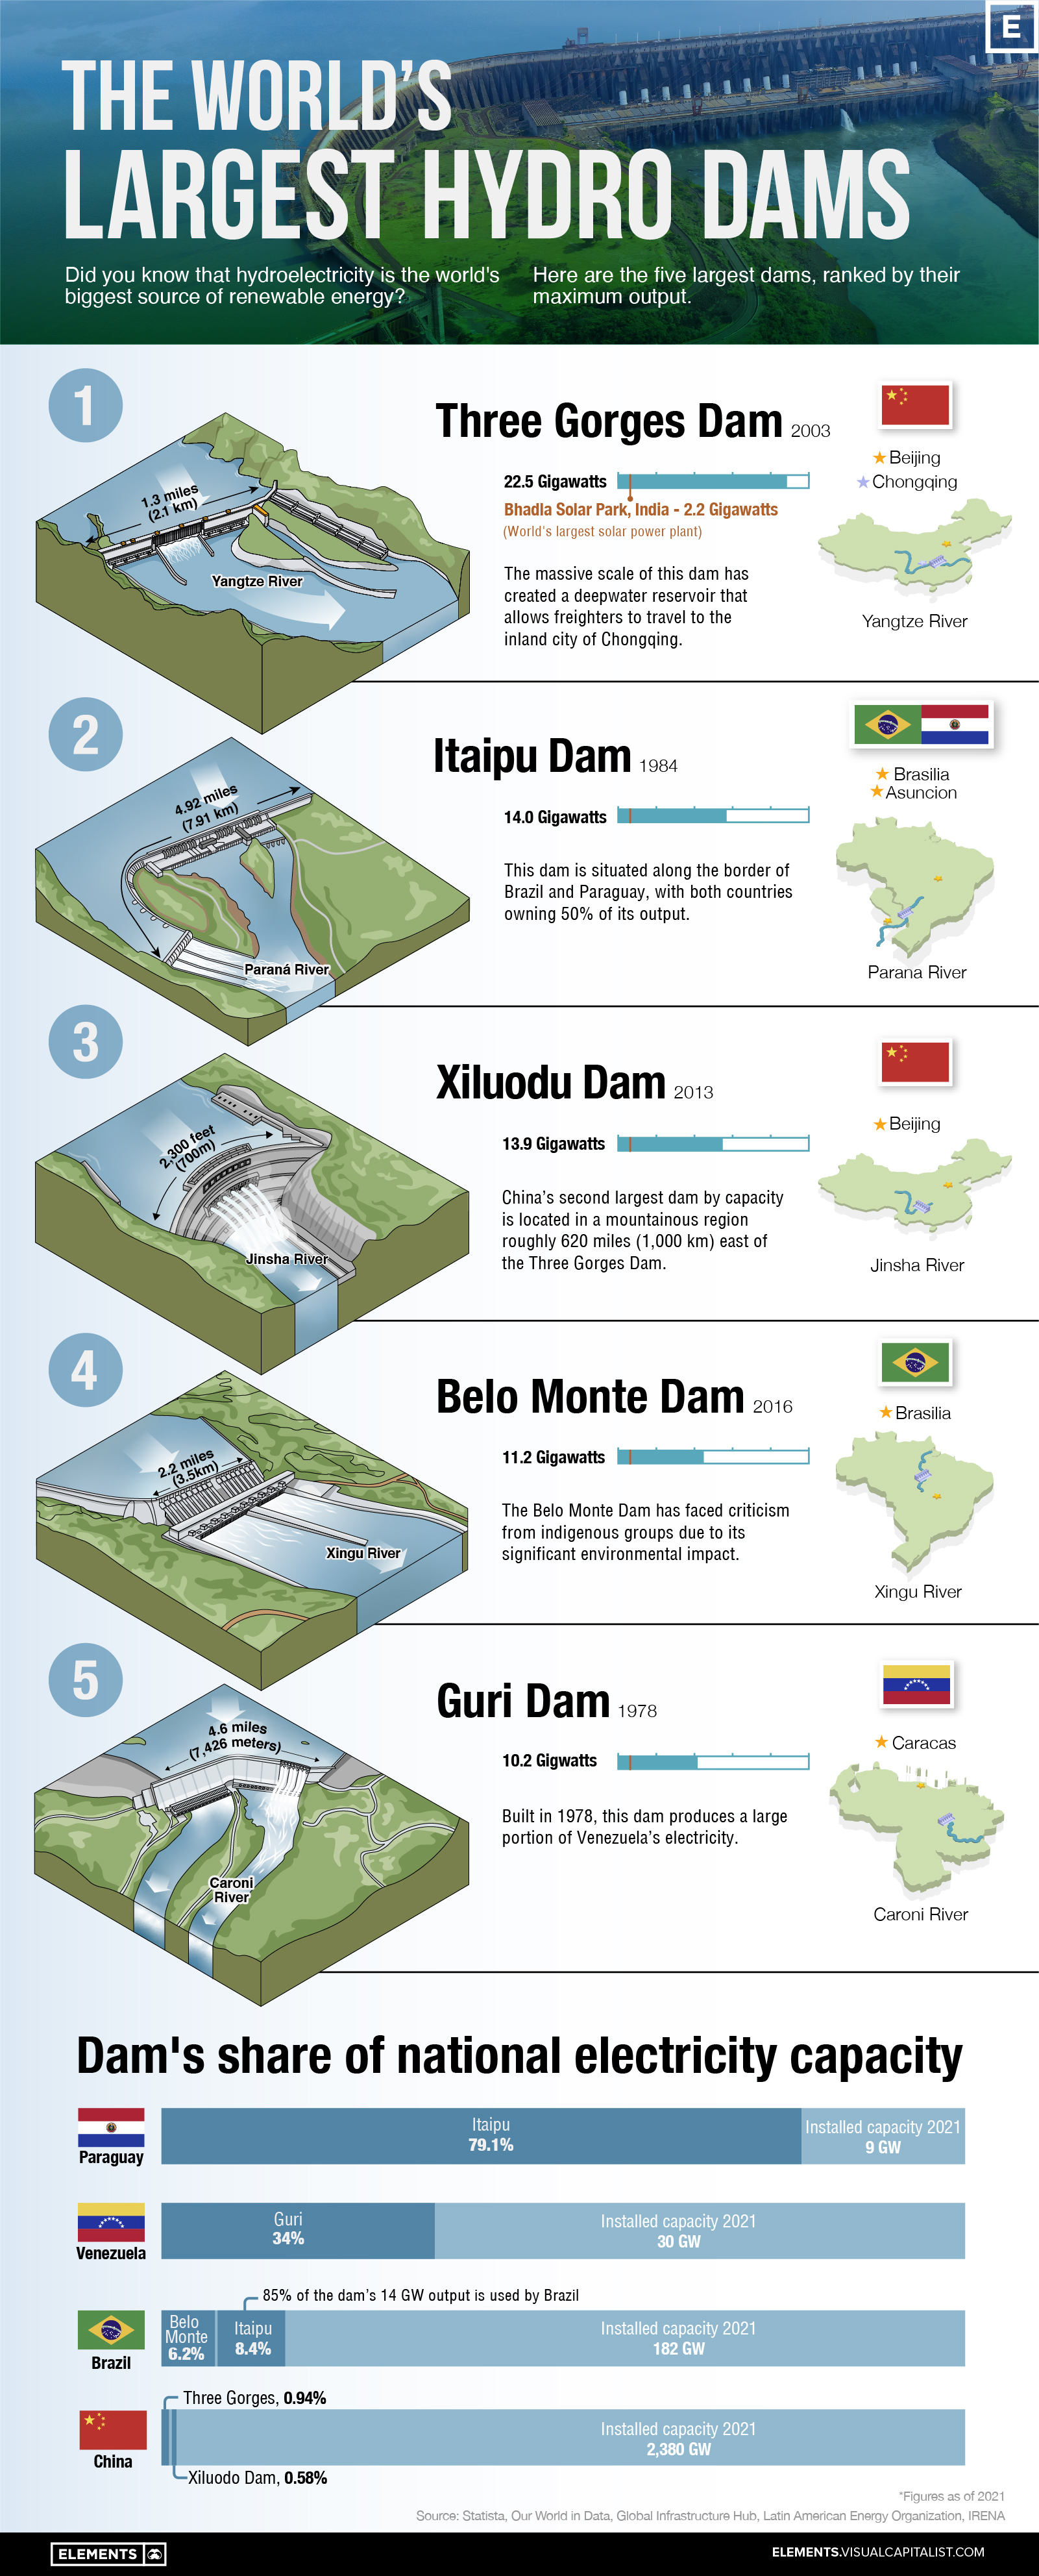 E
THE WORLD'S
LARGEST HYDRO DAMS
Did you know that hydroelectricity is the world's
biggest source of renewable energy?
Here are the five largest dams, ranked by their
maximum output.
1
Three Gorges Dam 2003
22.5 Gigawatts
Bhadla Solar Park, India - 2.2 Gigawatts
(World's largest solar power plant)
The massive scale of this dam has
created a deepwater reservoir that
allows freighters to travel to the
inland city of Chongqing.
1.3 miles
(2.1 km)
Yangtze River
Beijing
Chongqing
Yangtze River
2
Itaipu Dam 1984
14.0 Gigawatts
This dam is situated along the border of
Brazil and Paraguay, with both countries
owning 50% of its output.
4.92 miles
(7.91 km)
Paraná River
Brasilia
Asuncion
Parana River
3
Xiluodu Dam 2013
13.9 Gigawatts
China's second largest dam by capacity
is located in a mountainous region
roughly 620 miles (1,000 km) east of
the Three Gorges Dam.
2,300 feet
(700m)
Jinsha River
Beijing
Jinsha River
4
Belo Monte Dam 2016
11.2 Gigawatts
The Belo Monte Dam has faced criticism
from indigenous groups due to its
significant environmental impact.
2.2 miles
(3.5km)
Xingu River
Brasilia
Xingu River
5
Guri Dam 1978
10.2 Gigwatts
Built in 1978, this dam produces a large
portion of Venezuela's electricity.
4.6 miles
(7,426 meters)
Caroni
River
Caracas
Caroni River
Dam's share of national electricity capacity
Paraguay
Itaipu
79.1%
Installed capacity 2021
9 GW
Venezuela
Guri
34%
Installed capacity 2021
30 GW
85% of the dam's 14 GW output is used by Brazil
Brazil
Belo
Monte
6.2%
Itaipu
8.4%
Installed capacity 2021
182 GW
Three Gorges, 0.94%
China
Installed capacity 2021
2,380 GW
Xiluodo Dam, 0.58%
*Figures as of 2021
Source: Statista, Our World in Data, Global Infrastructure Hub, Latin American Energy Organization, IRENA
ELEMENTS
ELEMENTS.VISUALCAPITALIST.COM